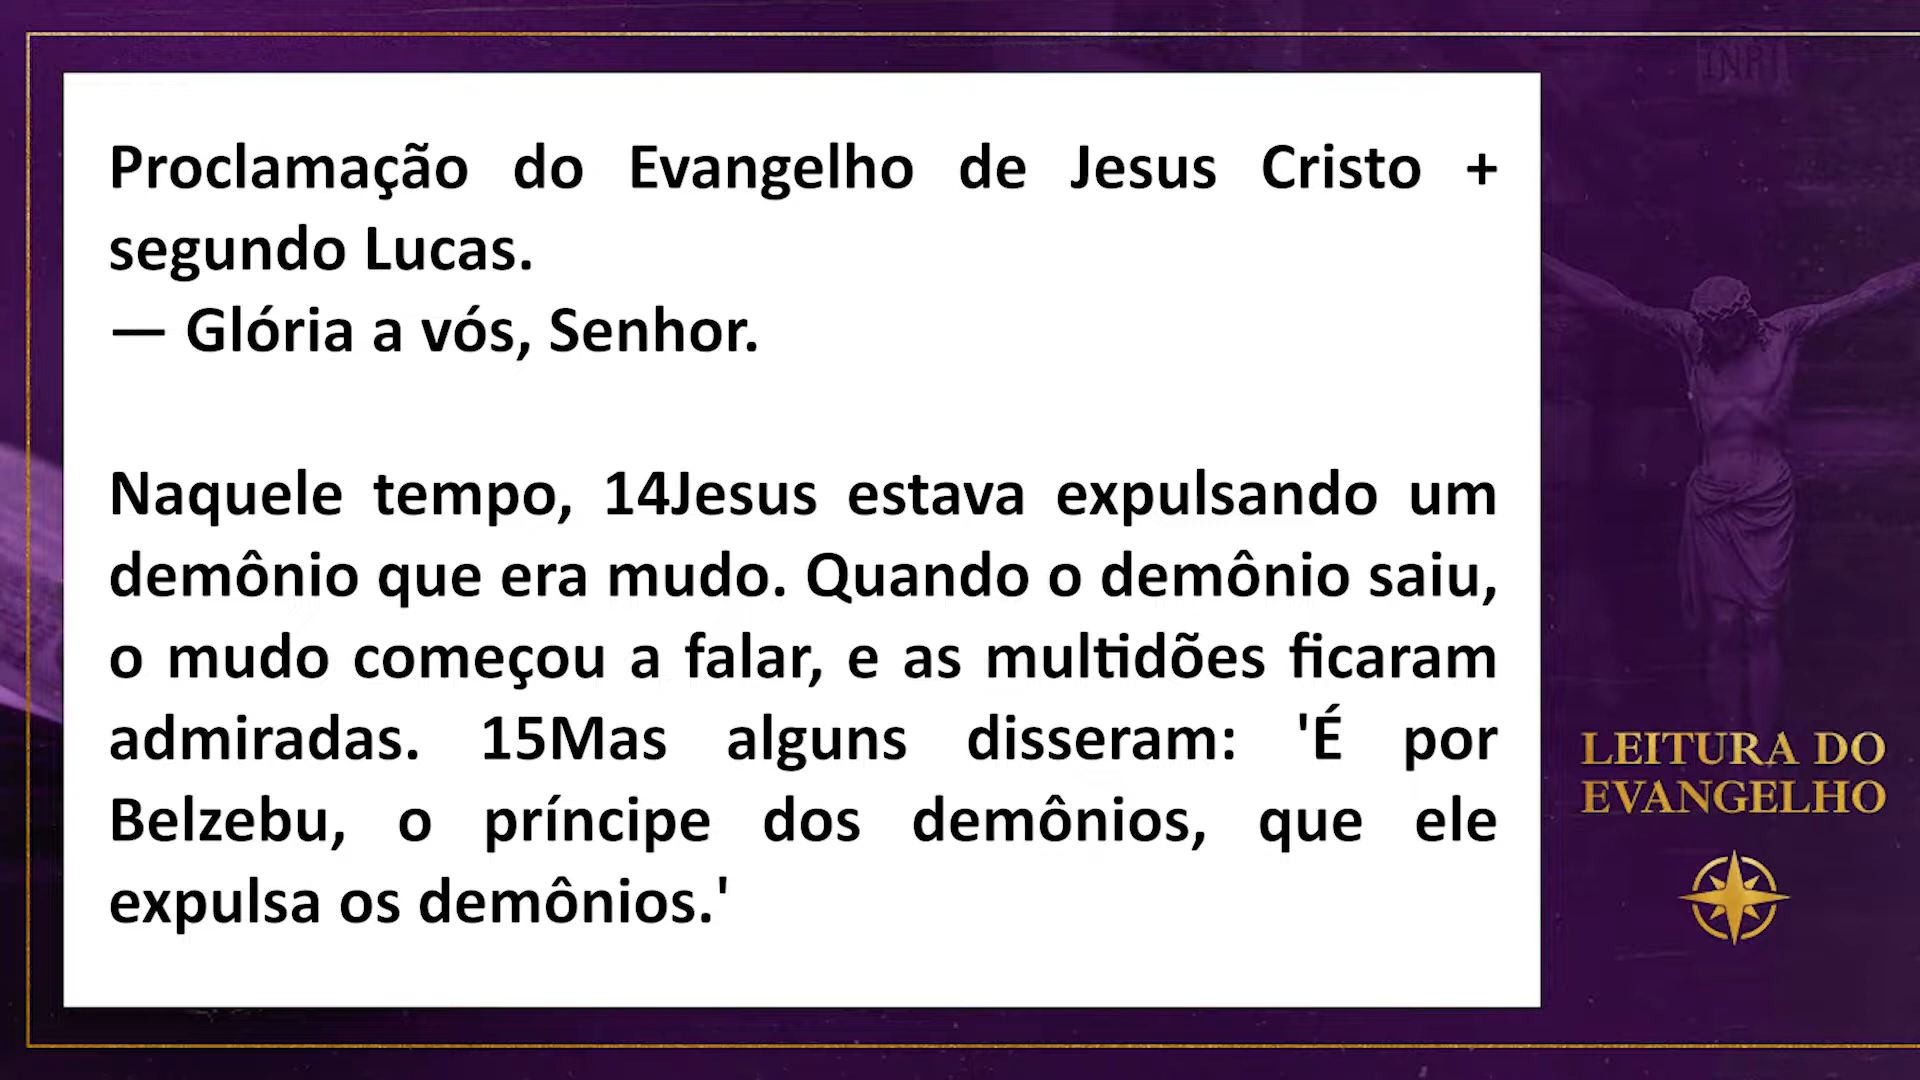 Proclamação do Evangelho de Jesus Cristo +
segundo Lucas.
— Glória a vós, Senhor.
Naquele tempo, 14Jesus estava expulsando um
demônio que era mudo. Quando o demônio saiu,
o mudo começou a falar, e as multidões ficaram
admiradas. 15Mas alguns disseram: 'É por
Belzebu, o príncipe dos demônios, que ele
expulsa os demônios.'
INRI
LEITURA DO
EVANGELHO